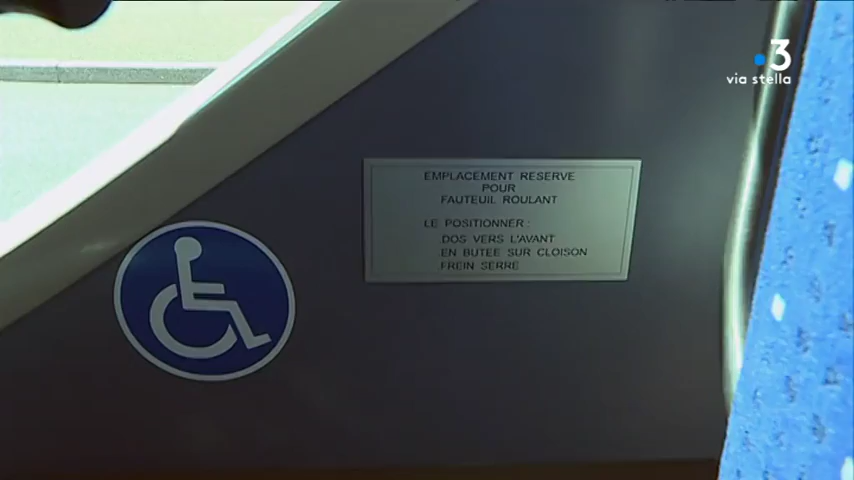 3
via stella
EMPLACEMENT RESERVE
POUR
FAUTEUIL ROULANT
LE POSITIONNER :
DOS VERS L'AVANT
EN BUTEE SUR CLOISON
FREIN SERRE